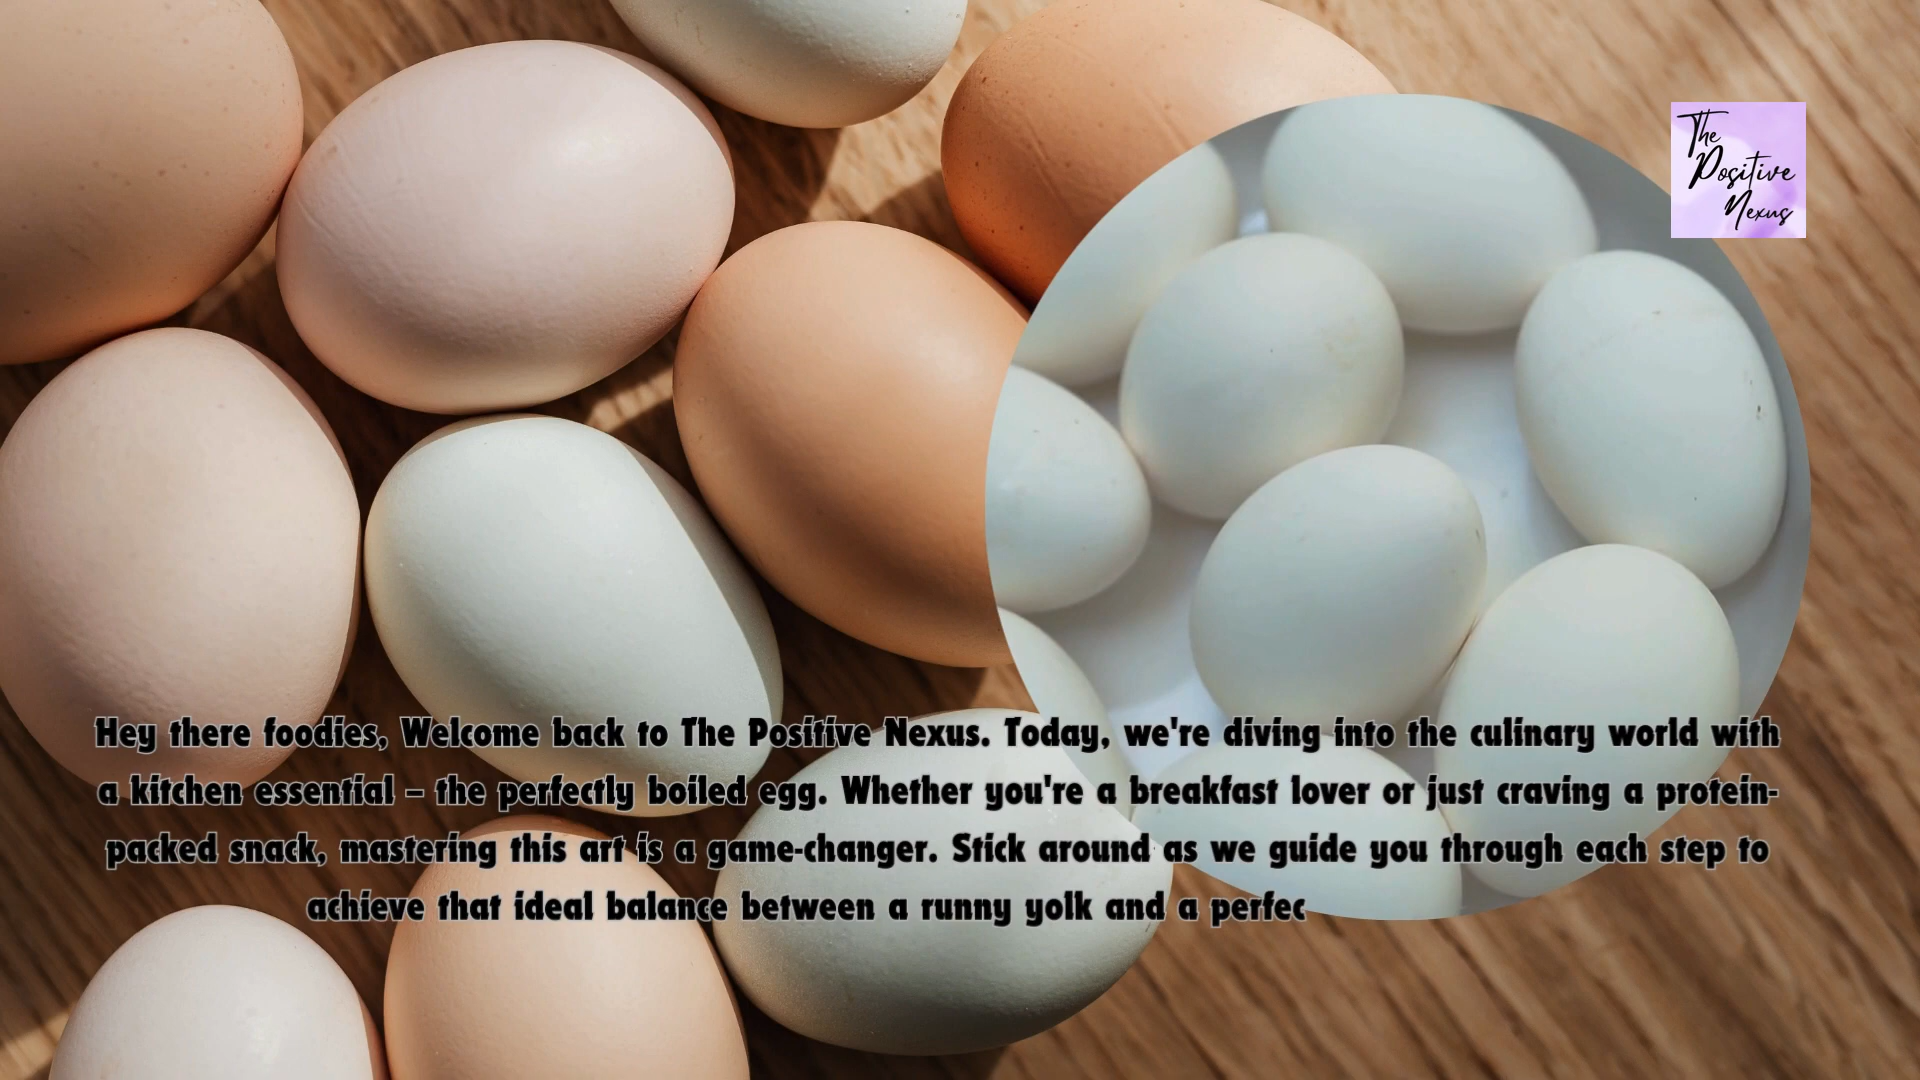 The
Positive
Nexus
Hey there foodies, Welcome back to The Positive Nexus. Today, we're diving into the culinary world with
a kitchen essential – the perfectly boiled egg. Whether you're a breakfast lover or just craving a protein-
packed snack, mastering this art is a game-changer. Stick around as we guide you through each step to
achieve that ideal balance between a runny yolk and a perfec